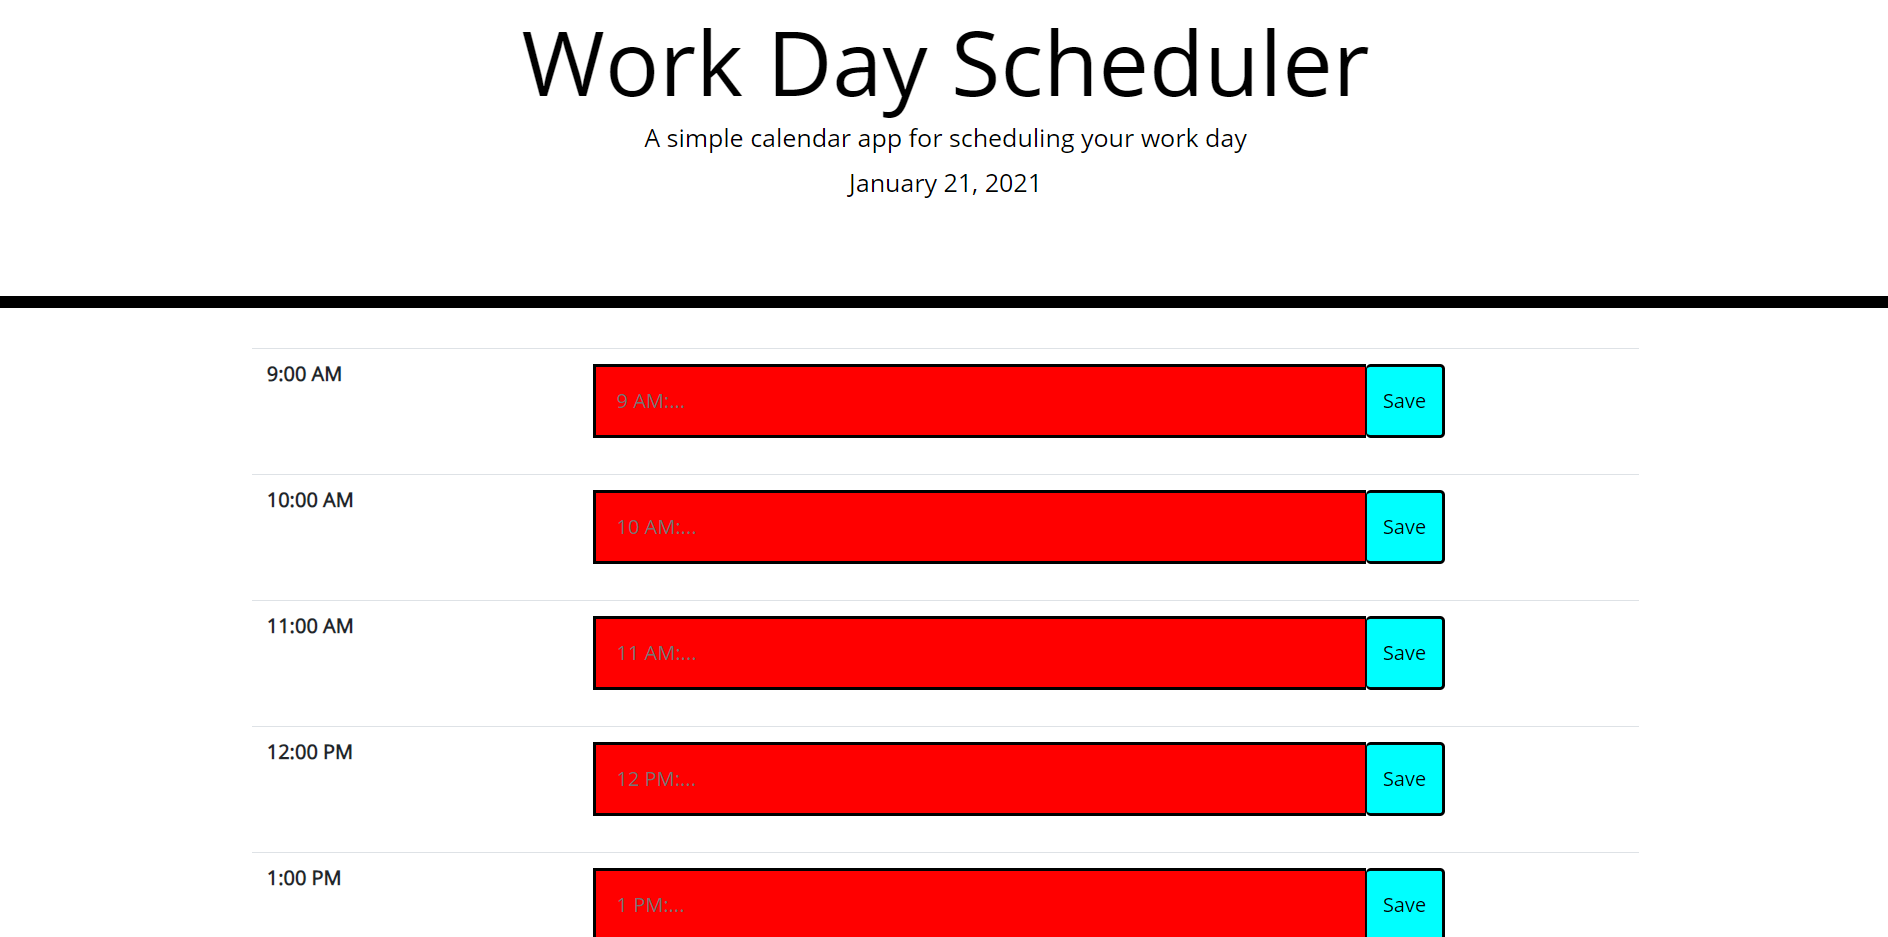 Work Day Scheduler
A simple calendar app for scheduling your work day
January 21, 2021
9:00 AM
9 AM:...
Save
10:00 AM
10 AM:...
Save
11:00 AM
11 AM:...
Save
12:00 PM
12 PM:...
Save
1:00 PM
1 PM:...
Save